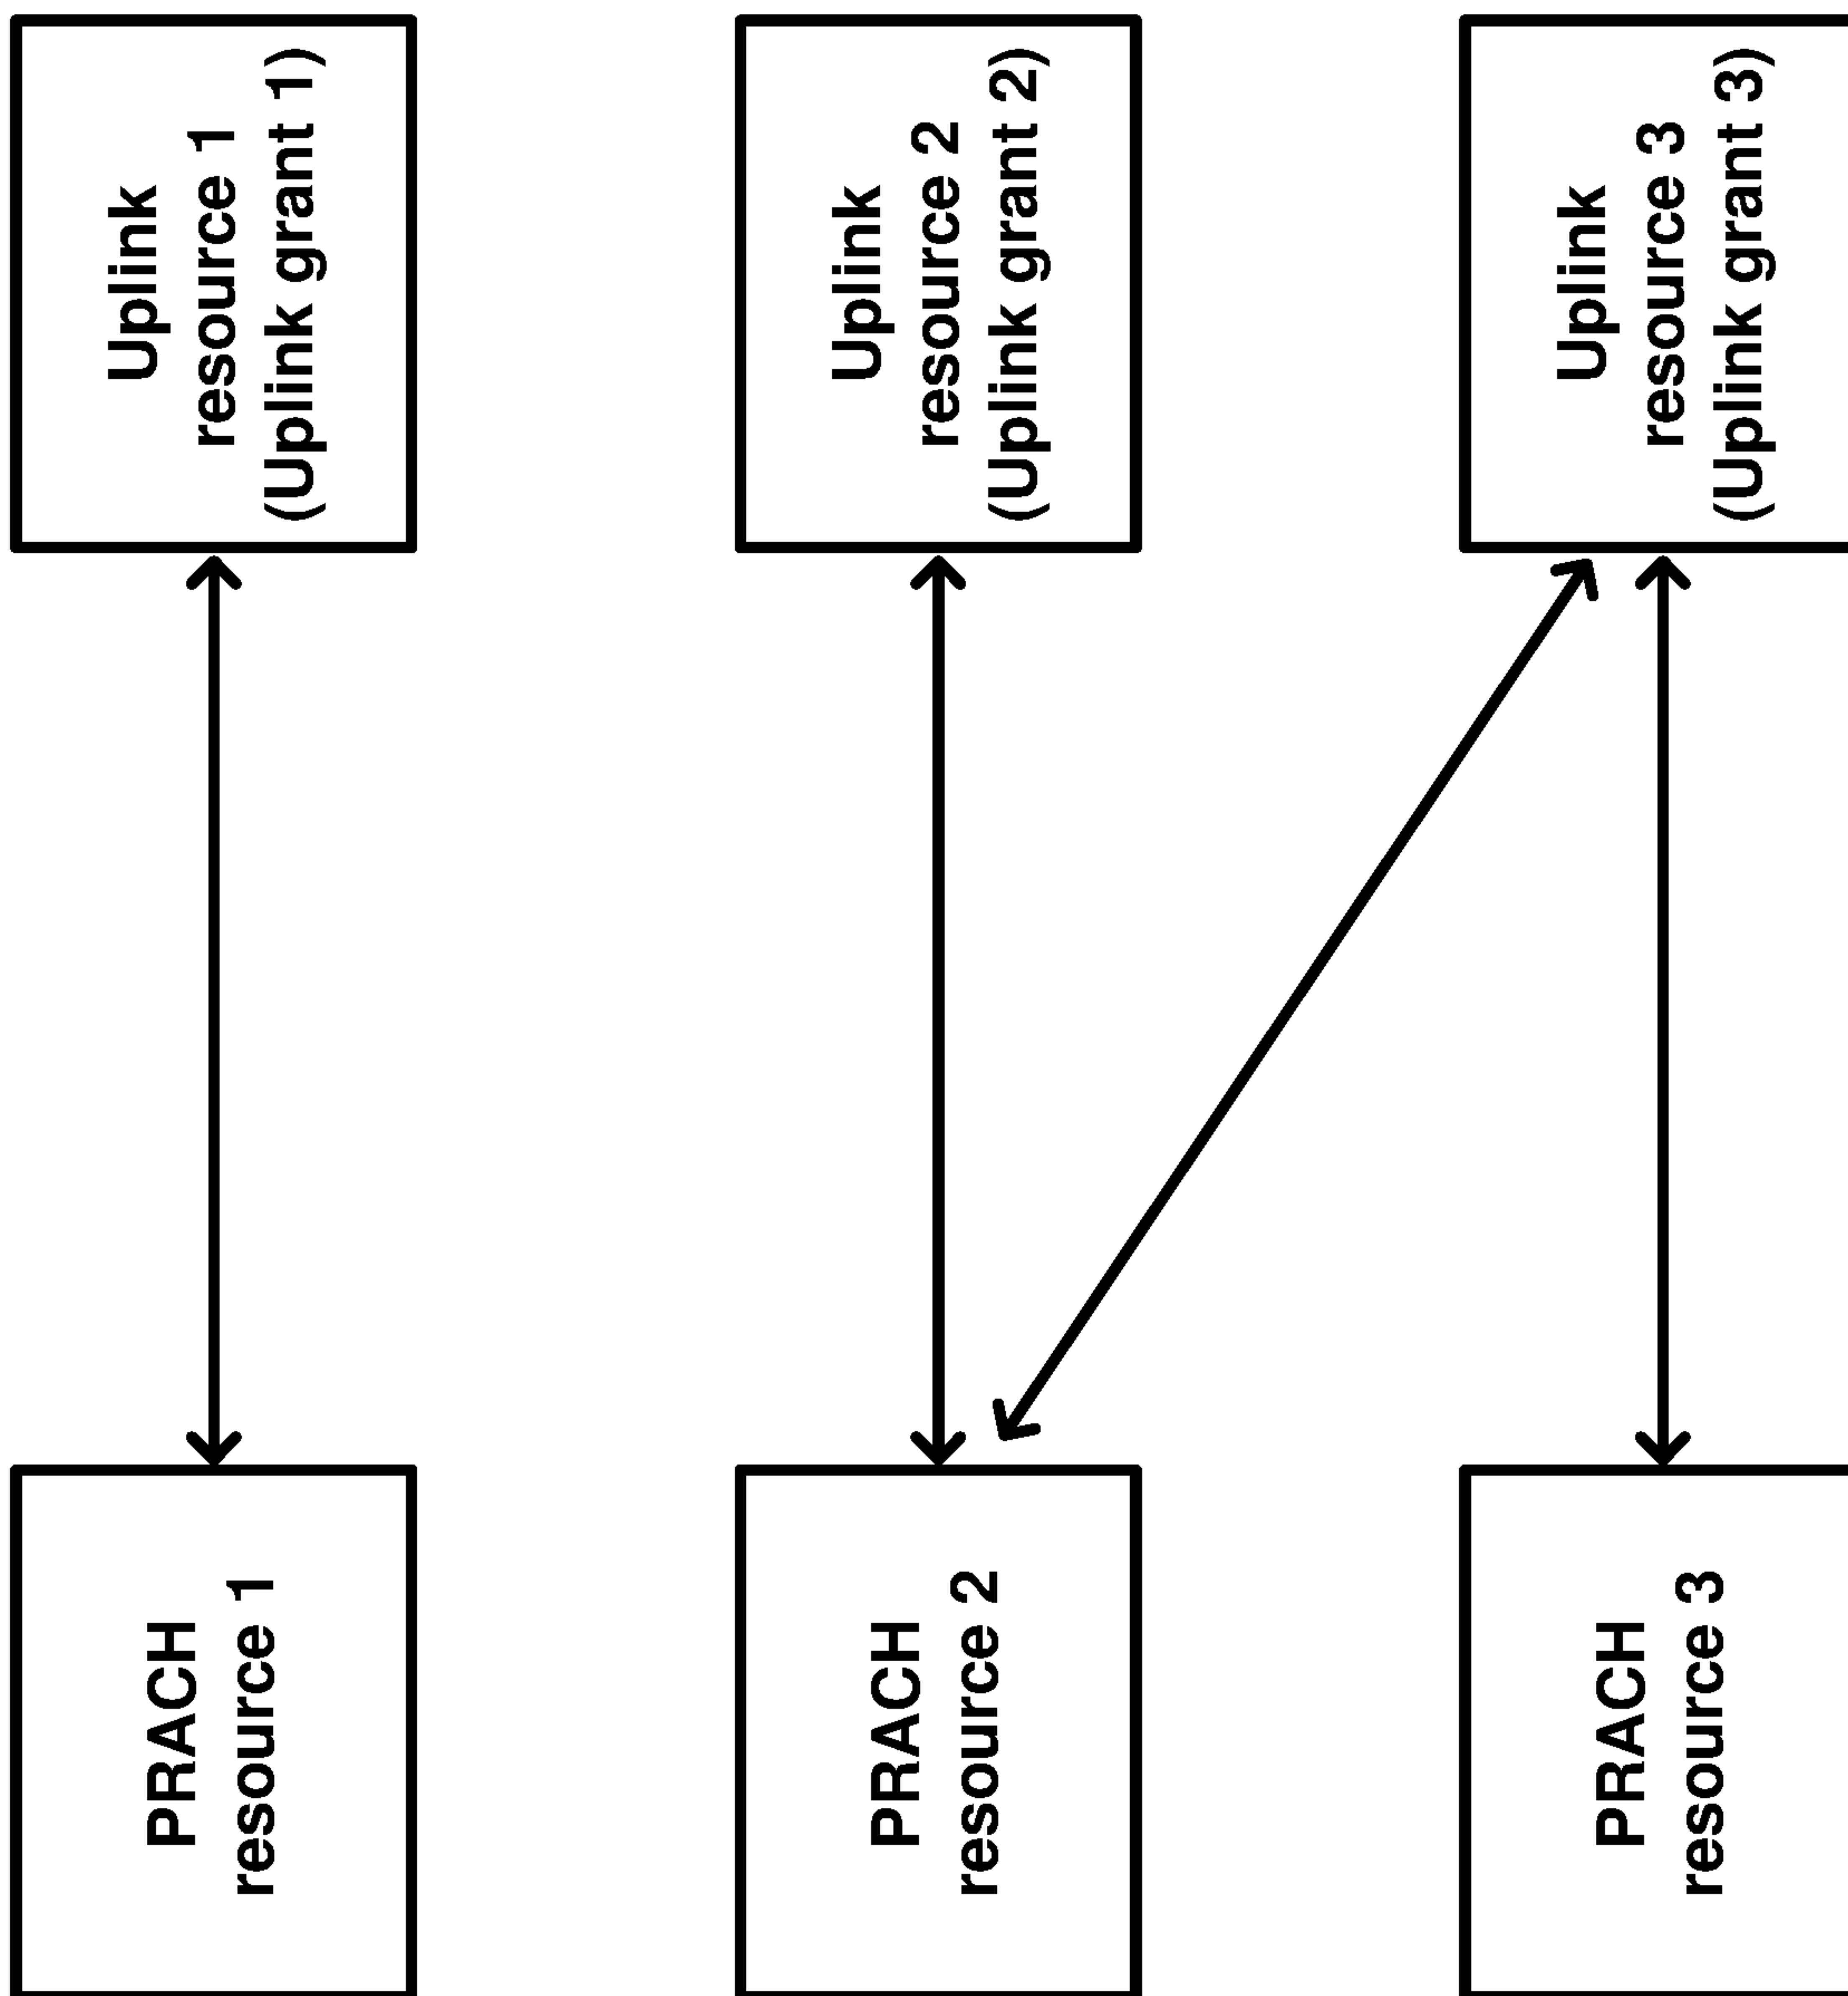 PRACH
resource 1
Uplink
resource 1
(Uplink grant 1)
PRACH
resource 2
Uplink
resource 2
(Uplink grant 2)
PRACH
resource 3
Uplink
resource 3
(Uplink grant 3)